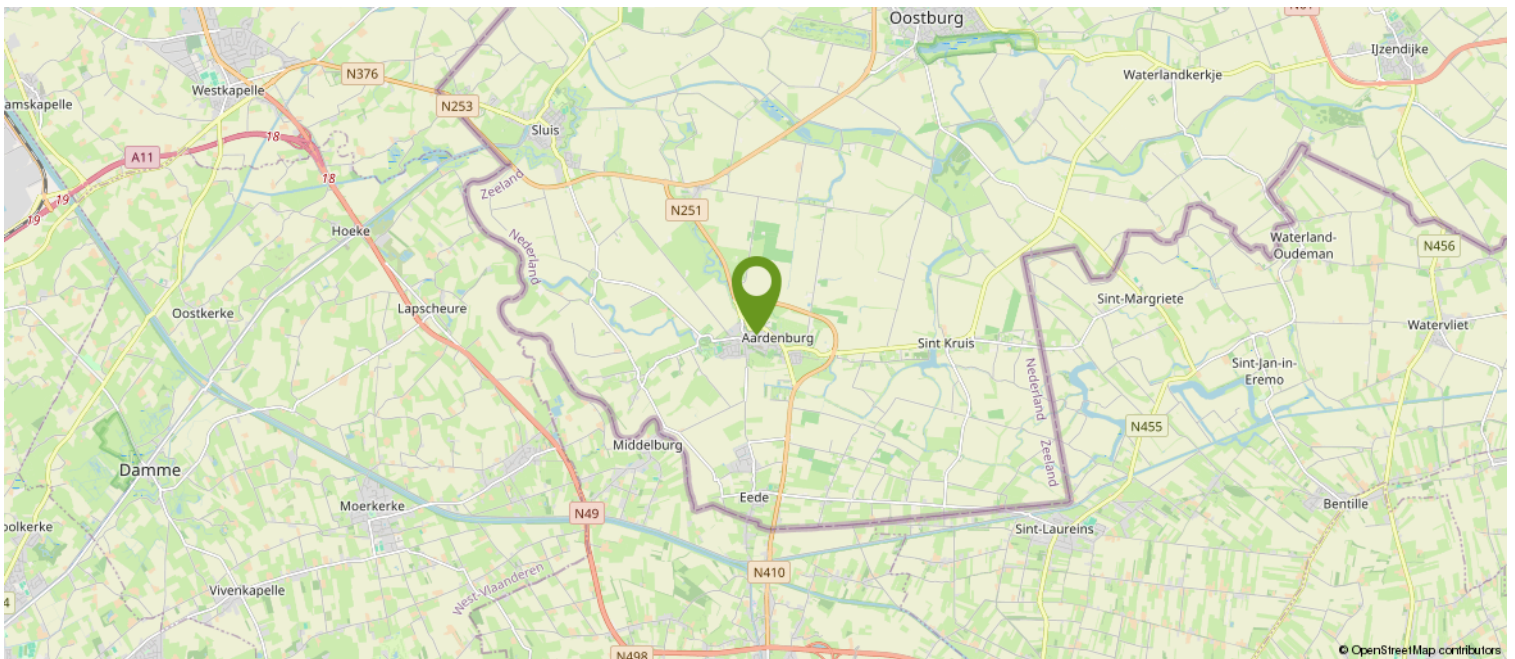 Oostburg
IJzendijke
N376
Waterlandkerkje
Westkapelle
N253
amskapelle
Sluis
18
A11
18
Zeeland
19
N251
19
Hoeke
Nederland
Waterland-
Oudeman
N456
Sint-Margriete
Lapscheure
Oostkerke
Watervliet
Aardenburg
Sint Kruis
Sint-Jan-in-
Eremo
Nederland
Zeeland
N455
Middelburg
Damme
Eede
Moerkerke
Bentille
N49
oolkerke
Sint-Laureins
N410
West-Vlaanderen
Vivenkapelle
4
N498
© OpenStreetMap contributors